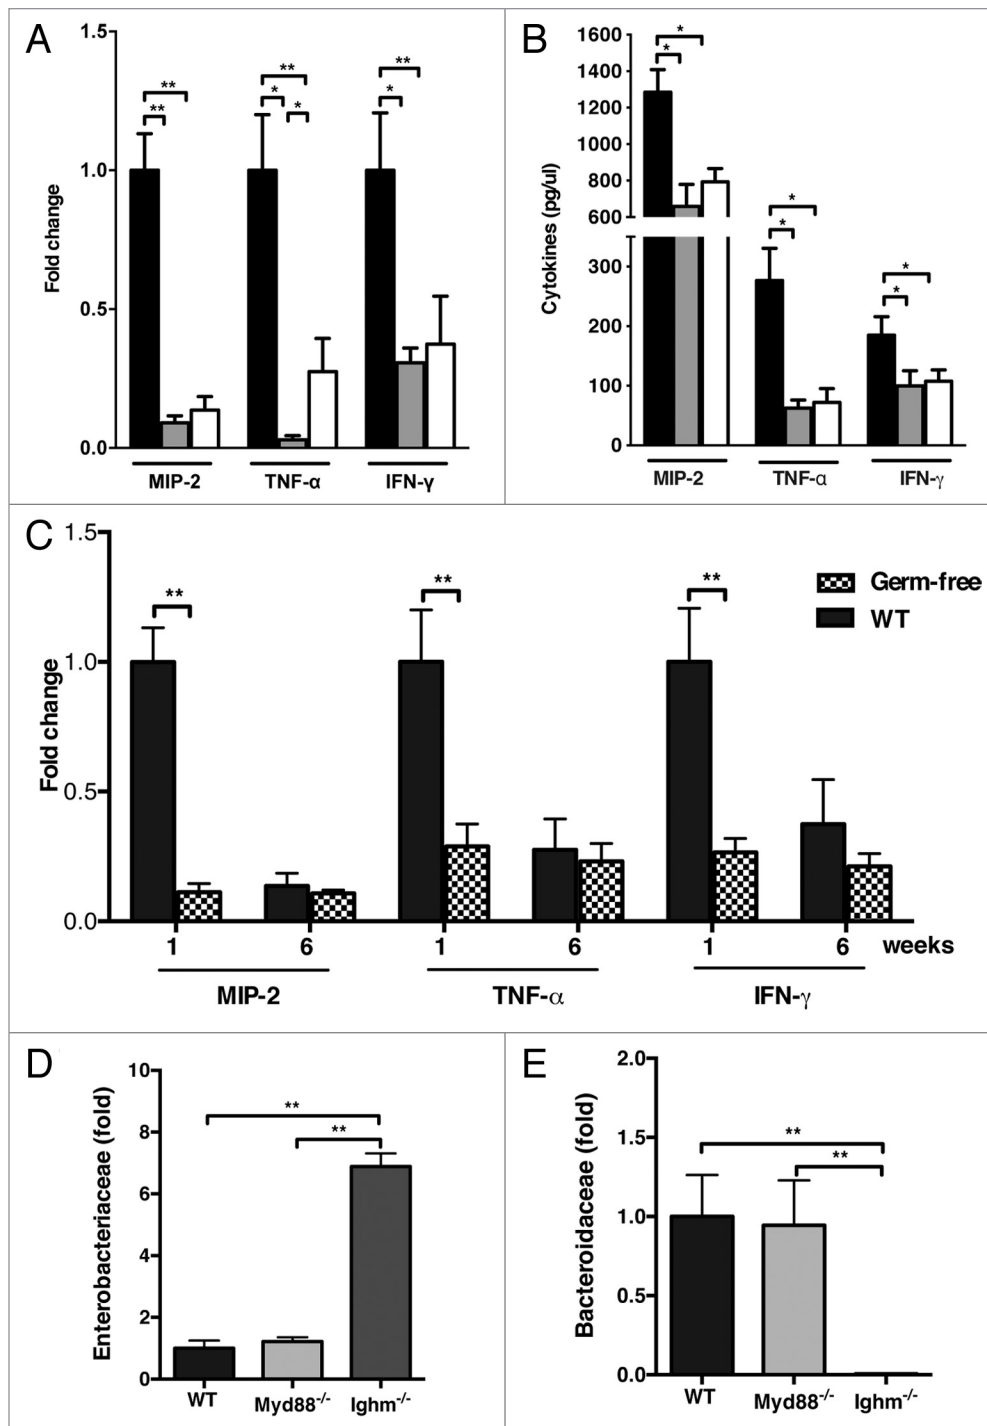 A
1.5
1.0
0.5
0.0
Fold change
**
**
**
*
*
**
*
MIP-2
TNF-α
IFN-γ
B
1600
1400
1200
1000
800
600
300
200
100
0
Cytokines (pg/ul)
*
*
*
*
*
*
MIP-2
TNF-α
IFN-γ
C
1.5
1.0
0.5
0.0
Fold change
**
**
**
Germ-free
WT
1
6
1
6
1
6
weeks
MIP-2
TNF-α
IFN-γ
D
10
8
6
4
2
0
Enterobacteriaceae (fold)
**
**
WT
Myd88-/-
Ighm-/-
E
2.0
1.5
1.0
0.5
0.0
Bacteroidaceae (fold)
**
**
WT
Myd88-/-
Ighm-/-